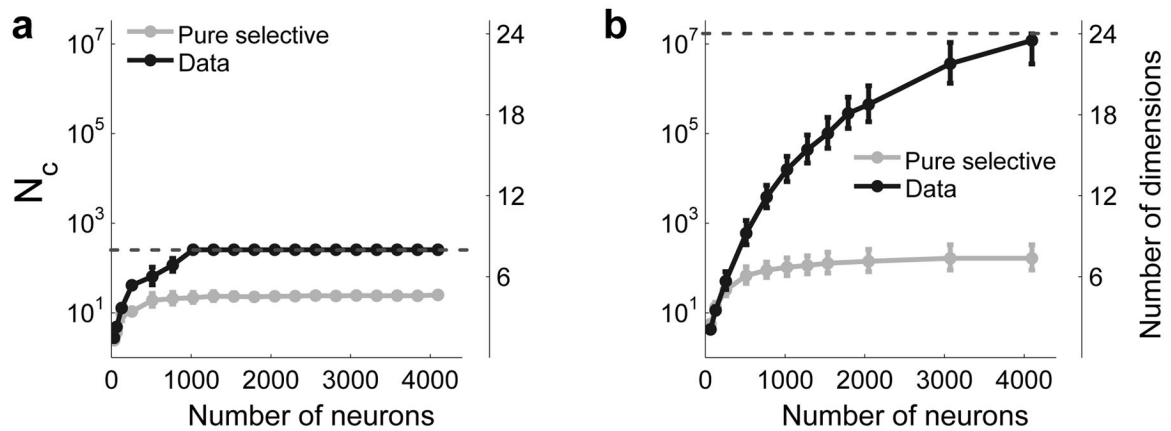 a
Pure selective
Data
N_c
10^7
10^5
10^3
10^1
24
18
12
6
0
1000
2000
3000
4000
Number of neurons
b
Pure selective
Data
10^7
10^5
10^3
10^1
24
18
12
6
Number of dimensions
0
1000
2000
3000
4000
Number of neurons